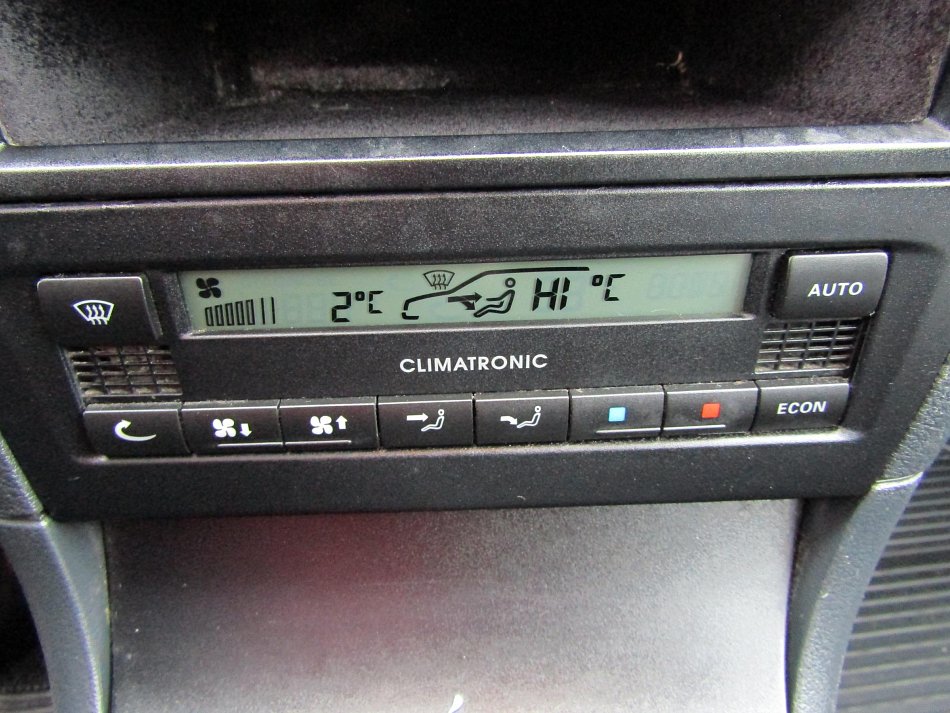 2°C HI °C
AUTO
CLIMATRONIC
ECON